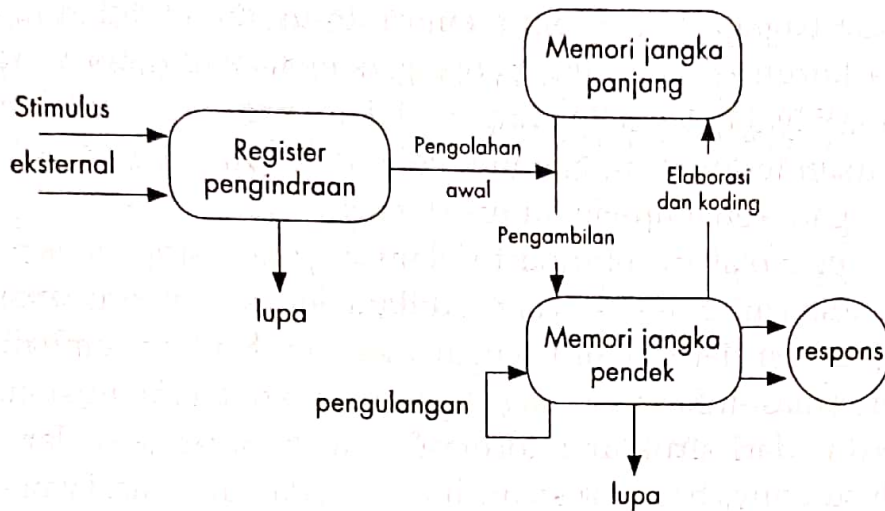 Memori jangka
panjang
Stimulus
eksternal
Register
pengindraan
Pengolahan
awal
Elaborasi
dan koding
Pengambilan
lupa
Memori jangka
pendek
respons
pengulangan
lupa